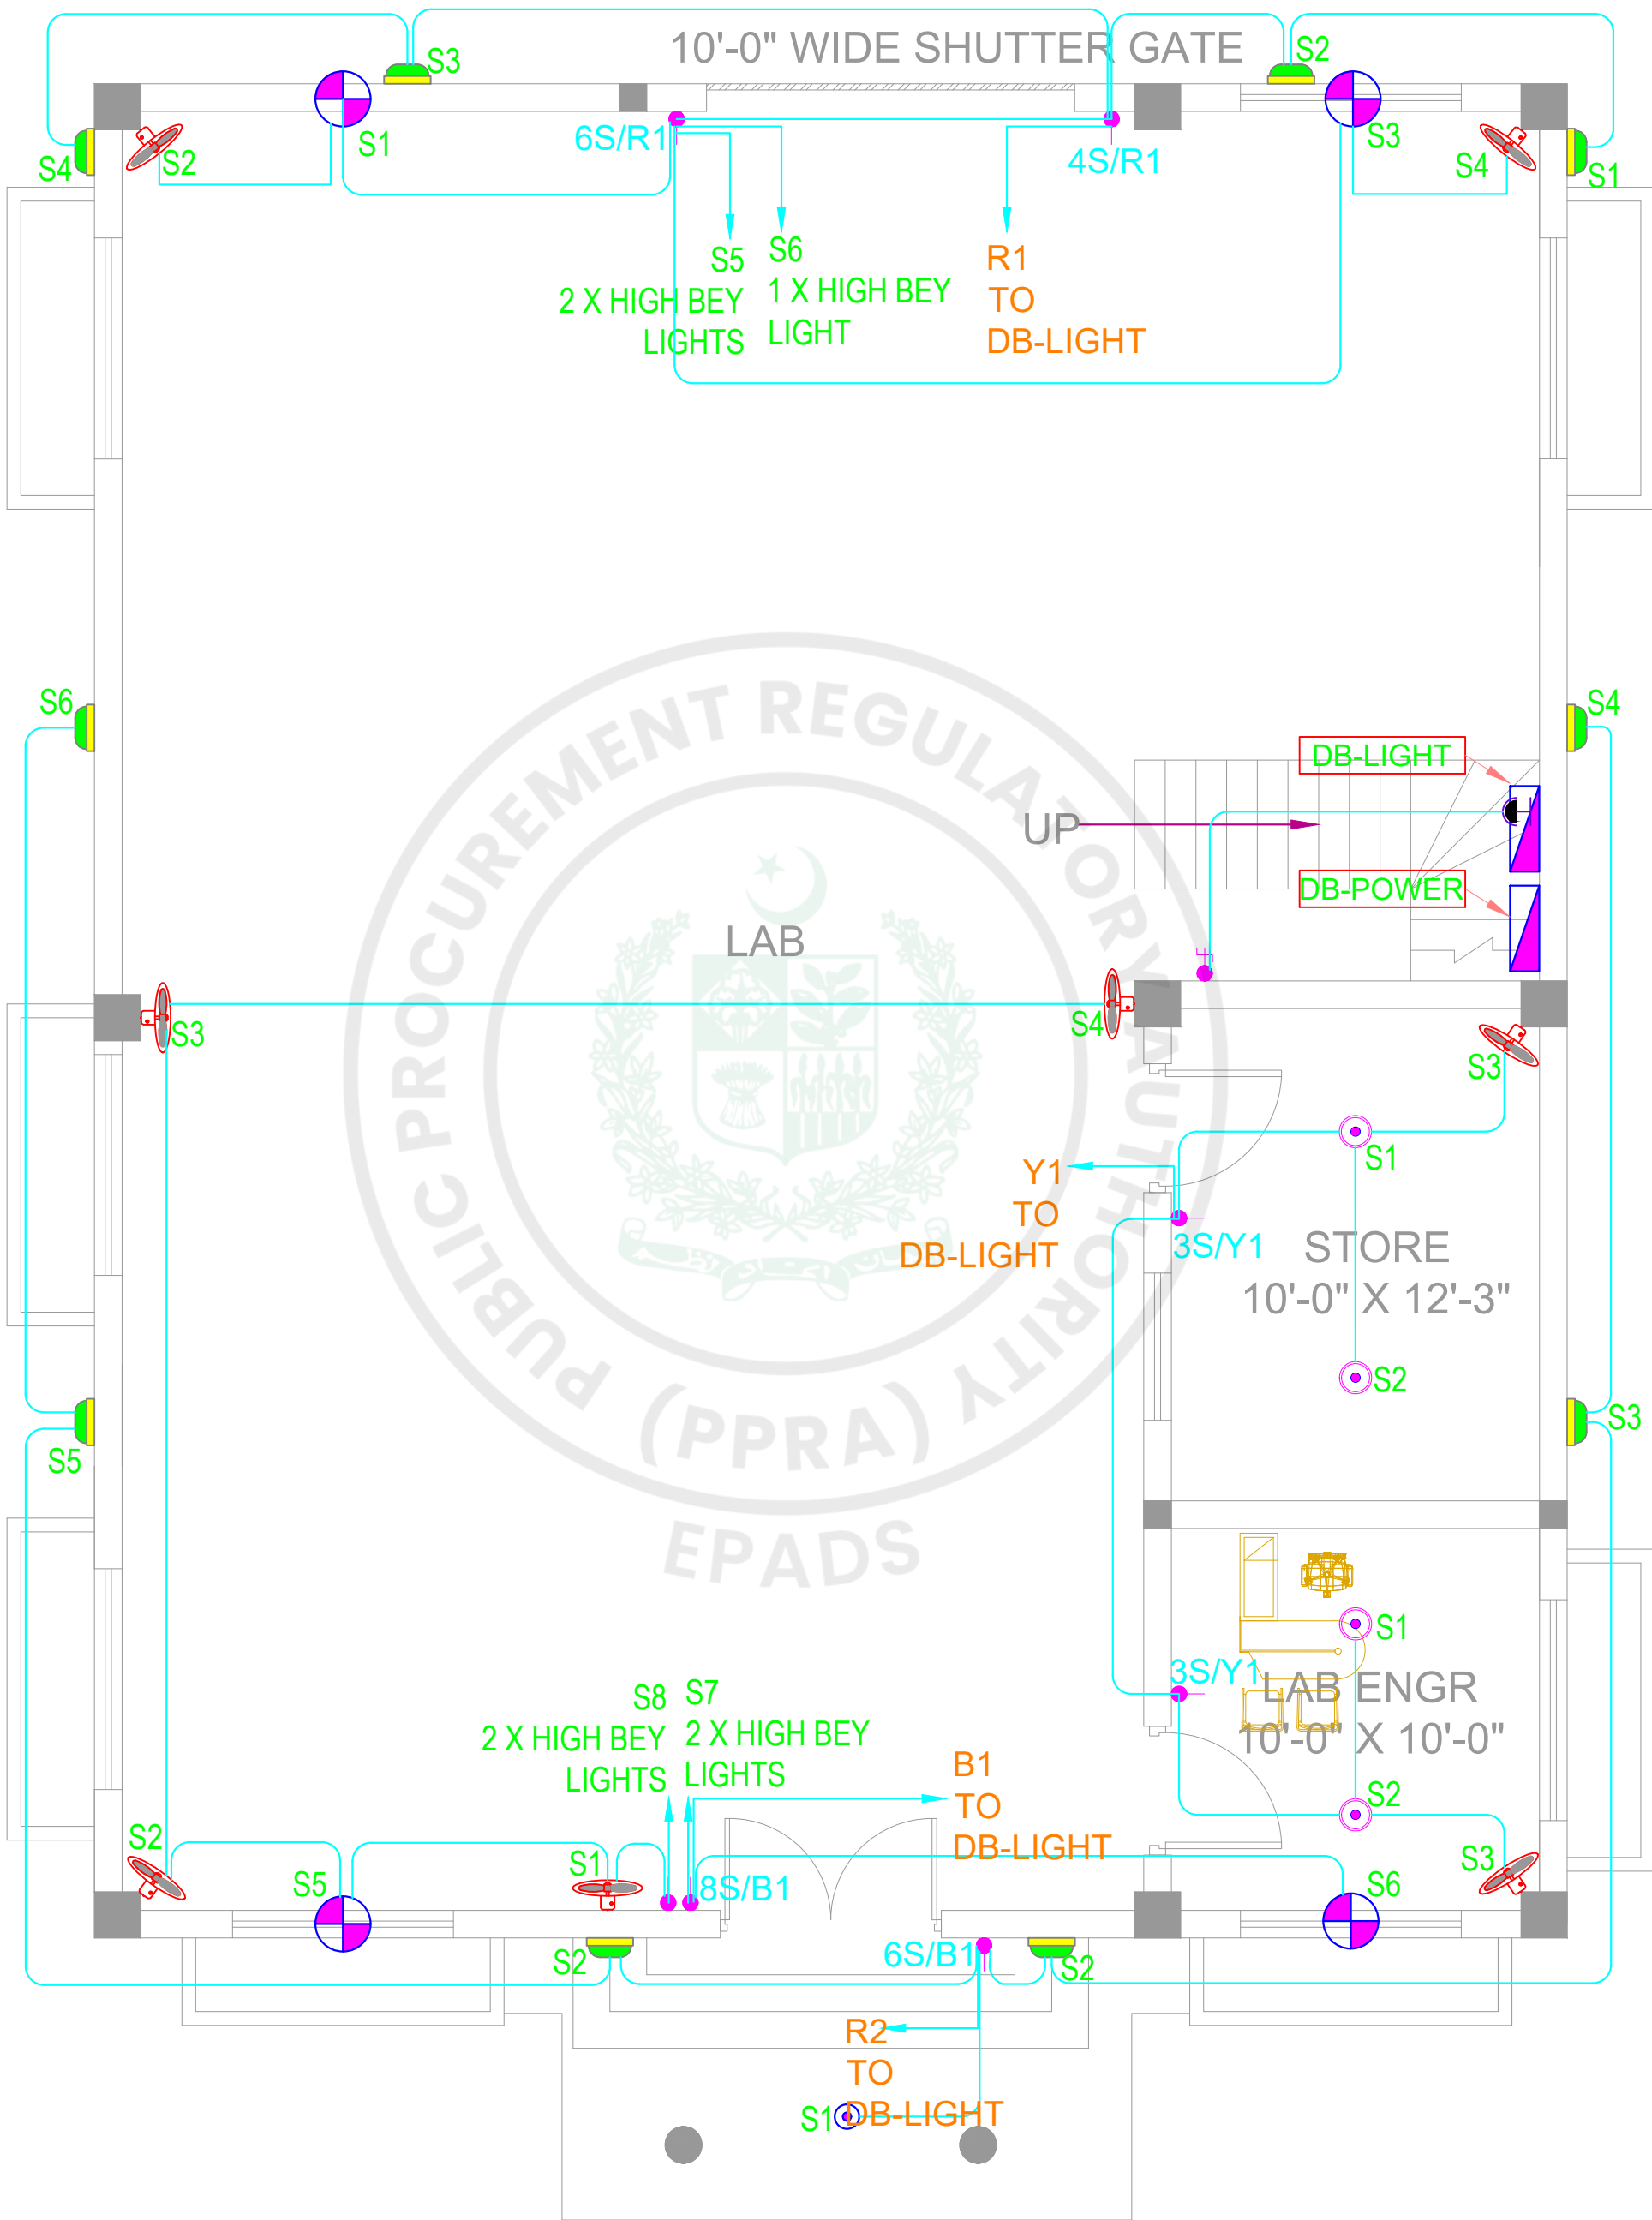 10'-0" WIDE SHUTTER GATE
S3
S2
S4
S2
S1
6S/R1
4S/R1
S3
S4
S1
S5
2 X HIGH BEY
LIGHTS
S6
1 X HIGH BEY
LIGHT
R1
TO
DB-LIGHT
S6
S4
DB-LIGHT
UP
DB-POWER
LAB
S3
S4
S3
S1
Y1
TO
DB-LIGHT
3S/Y1
STORE
10'-0" X 12'-3"
S2
S5
S3
PUBLIC PROCUREMENT REGULATORY AUTHORITY
(PPRA)
EPADS
S1
3S/Y1
LAB ENGR
10'-0" X 10'-0"
S8
2 X HIGH BEY
LIGHTS
S7
2 X HIGH BEY
LIGHTS
B1
TO
DB-LIGHT
S2
S2
S5
S1
8S/B1
S3
S6
S2
6S/B1
S2
R2
TO
DB-LIGHT
S1